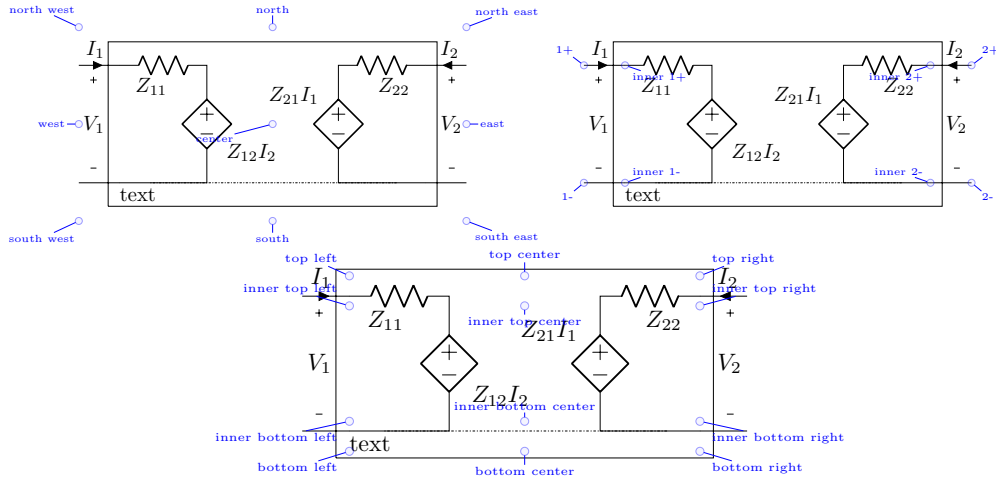 north west
north
north east
I₁
I₂
+
+
Z₁₁
Z₂₂
Z₂₁I₁
+
−
+
−
west
V₁
center
V₂
east
Z₁₂I₂
-
-
text
south west
south
south east
1+
I₁
I₂
2+
inner 1+
inner 2+
+
+
Z₁₁
Z₂₂
Z₂₁I₁
+
−
+
−
V₁
V₂
Z₁₂I₂
-
-
inner 1-
inner 2-
1-
text
2-
top left
top center
top right
I₁
I₂
inner top left
inner top right
+
+
Z₁₁
inner top center
Z₂₂
Z₂₁I₁
+
−
+
−
V₁
V₂
Z₁₂I₂
inner bottom center
-
-
inner bottom left
text
inner bottom right
bottom left
bottom center
bottom right